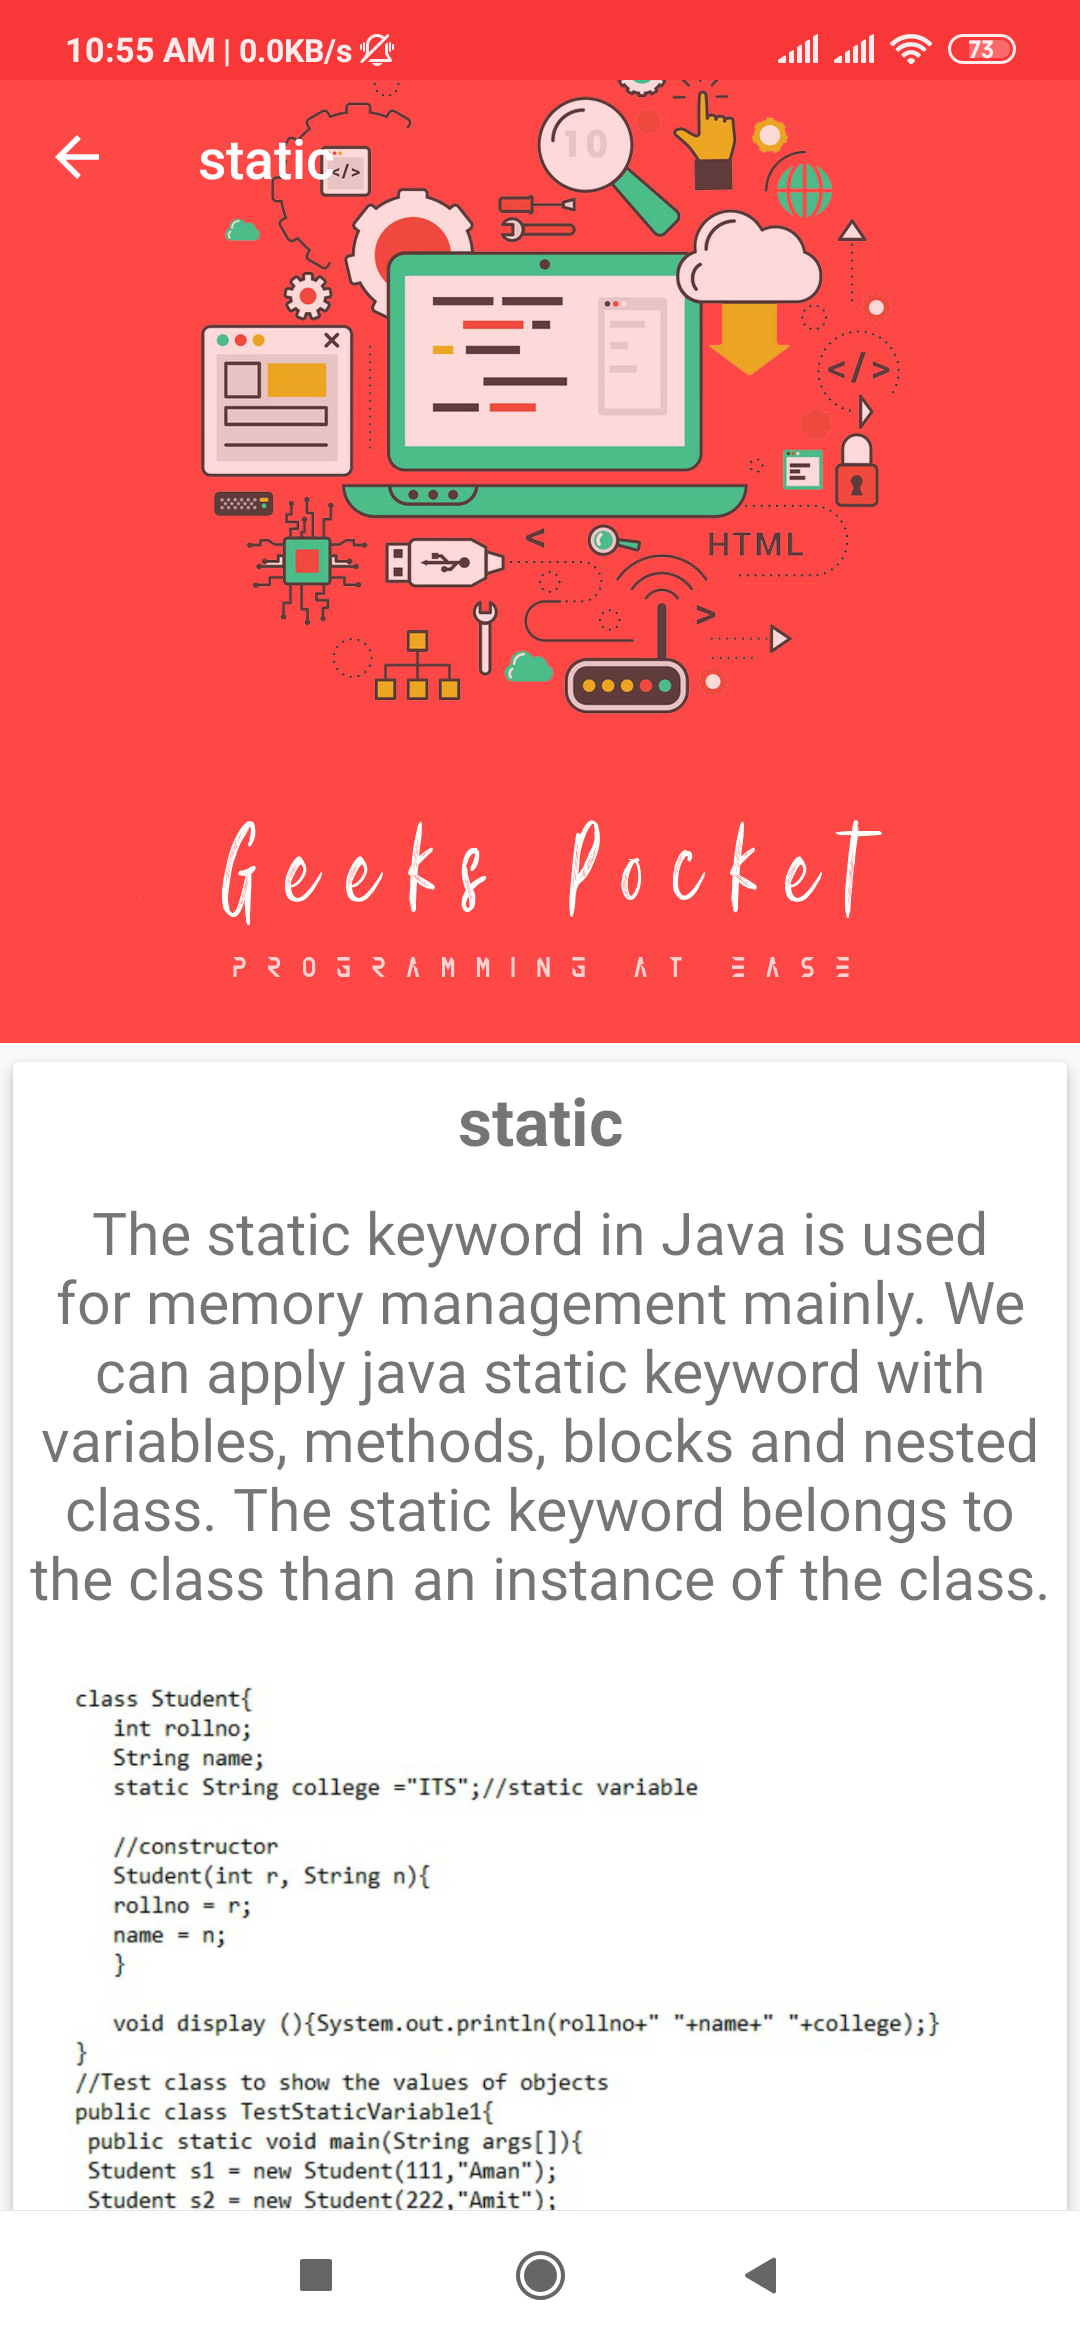 10:55 AM | 0.0KB/s
73
static
</>
10
</>
<
HTML
>
Geeks Pocket
PROGRAMMING AT EASE
static
The static keyword in Java is used
for memory management mainly. We
can apply java static keyword with
variables, methods, blocks and nested
class. The static keyword belongs to
the class than an instance of the class.
class Student{
int rollno;
String name;
static String college ="ITS";//static variable
//constructor
Student(int r, String n){
rollno = r;
name = n;
}
void display (){System.out.println(rollno+" "+name+" "+college);}
}
//Test class to show the values of objects
public class TestStaticVariable1{
public static void main(String args[]){
Student s1 = new Student(111,"Aman");
Student s2 = new Student(222,"Amit");